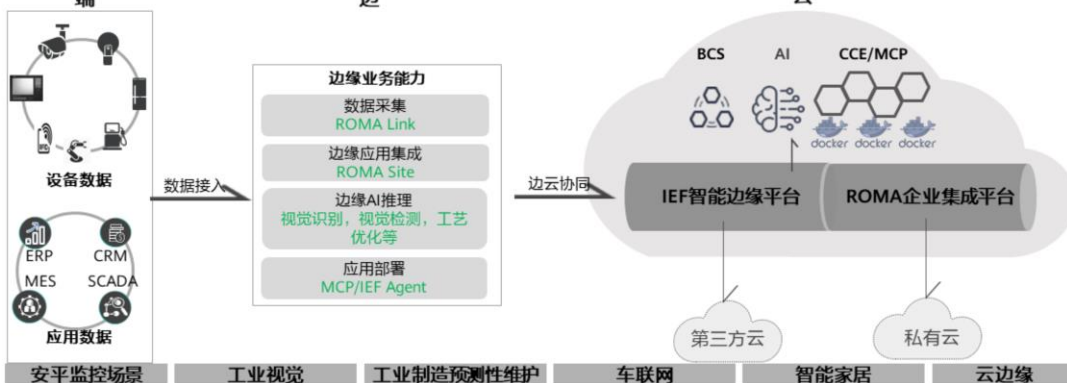 端
边
云
设备数据
ERP
CRM
MES
SCADA
应用数据
数据接入
边缘业务能力
数据采集
ROMA Link
边缘应用集成
ROMA Site
边缘AI推理
视觉识别，视觉检测，工艺
优化等
应用部署
MCP/IEF Agent
边云协同
BCS
AI
CCE/MCP
docker
docker
docker
IEF智能边缘平台
ROMA企业集成平台
第三方云
私有云
安平监控场景
工业视觉
工业制造预测性维护
车联网
智能家居
云边缘